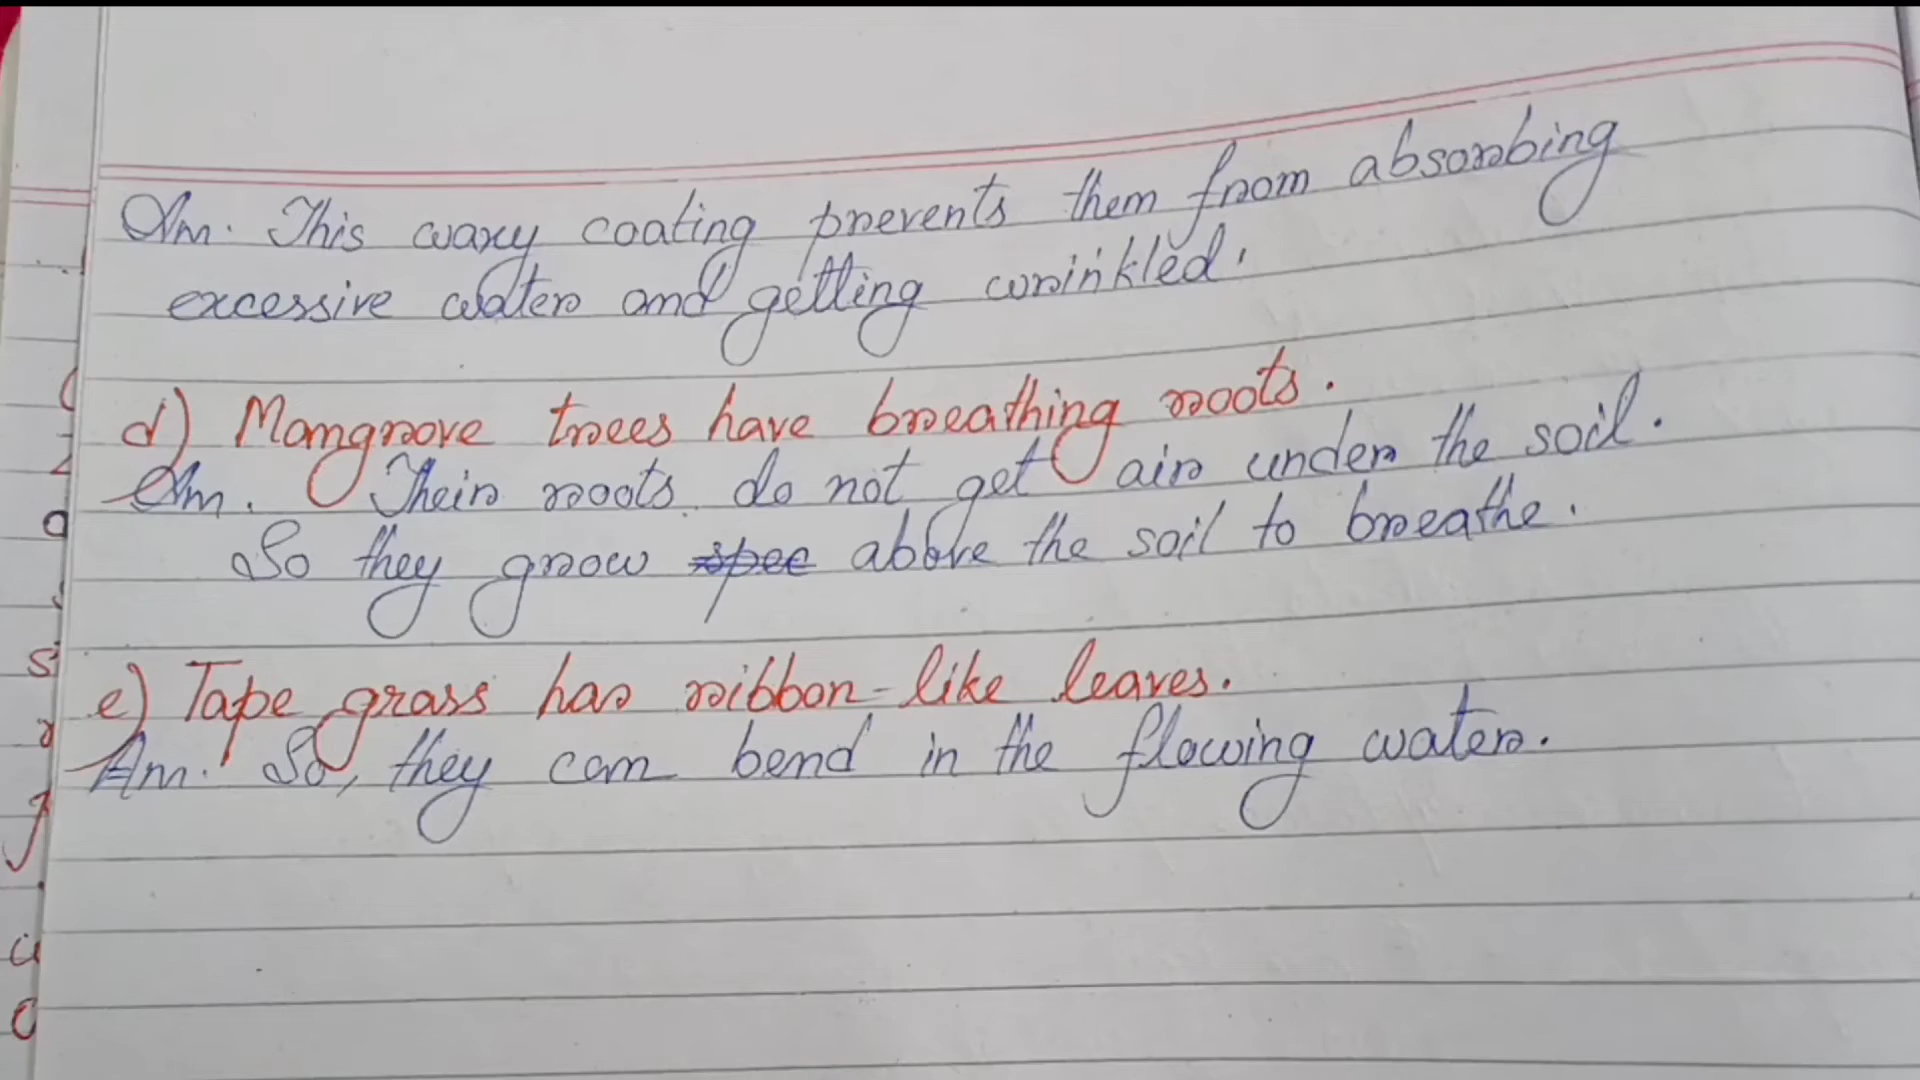 Ans. This waxy coating prevents them from absorbing
excessive water and getting wrinkled.
d) Mangrove trees have breathing roots.
Ans. Their roots do not get air under the soil.
So they grow spee above the soil to breathe.
e) Tape grass has ribbon-like leaves.
Ans. So, they can bend in the flowing water.